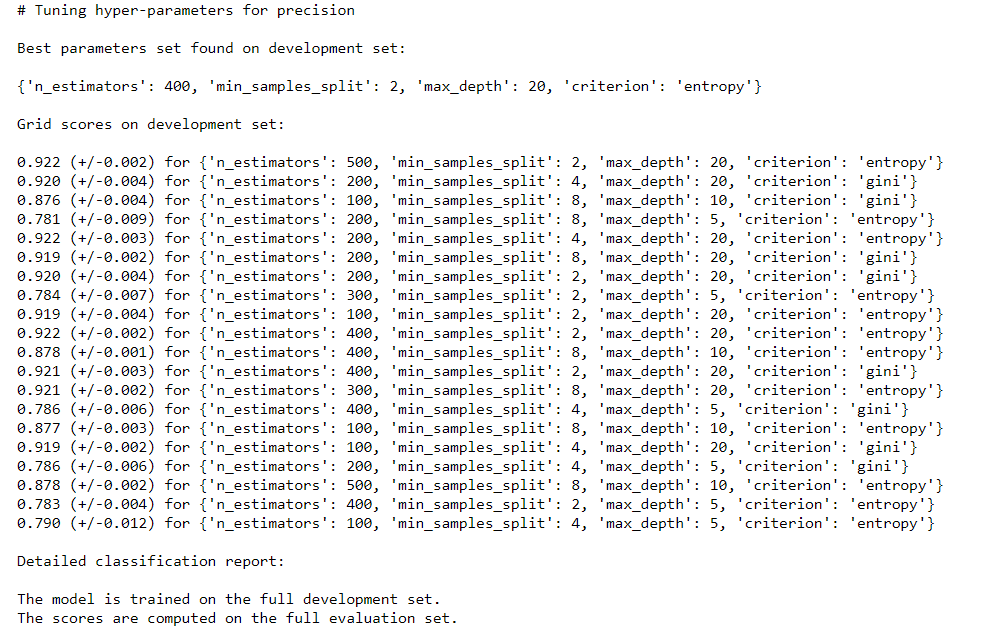 # Tuning hyper-parameters for precision
Best parameters set found on development set:
{'n_estimators': 400, 'min_samples_split': 2, 'max_depth': 20, 'criterion': 'entropy'}
Grid scores on development set:
0.922 (+/-0.002) for {'n_estimators': 500, 'min_samples_split': 2, 'max_depth': 20, 'criterion': 'entropy'}
0.920 (+/-0.004) for {'n_estimators': 200, 'min_samples_split': 4, 'max_depth': 20, 'criterion': 'gini'}
0.876 (+/-0.004) for {'n_estimators': 100, 'min_samples_split': 8, 'max_depth': 10, 'criterion': 'gini'}
0.781 (+/-0.009) for {'n_estimators': 200, 'min_samples_split': 8, 'max_depth': 5, 'criterion': 'entropy'}
0.922 (+/-0.003) for {'n_estimators': 200, 'min_samples_split': 4, 'max_depth': 20, 'criterion': 'entropy'}
0.919 (+/-0.002) for {'n_estimators': 200, 'min_samples_split': 8, 'max_depth': 20, 'criterion': 'gini'}
0.920 (+/-0.004) for {'n_estimators': 200, 'min_samples_split': 2, 'max_depth': 20, 'criterion': 'gini'}
0.784 (+/-0.007) for {'n_estimators': 300, 'min_samples_split': 2, 'max_depth': 5, 'criterion': 'entropy'}
0.919 (+/-0.004) for {'n_estimators': 100, 'min_samples_split': 2, 'max_depth': 20, 'criterion': 'entropy'}
0.922 (+/-0.002) for {'n_estimators': 400, 'min_samples_split': 2, 'max_depth': 20, 'criterion': 'entropy'}
0.878 (+/-0.001) for {'n_estimators': 400, 'min_samples_split': 8, 'max_depth': 10, 'criterion': 'entropy'}
0.921 (+/-0.003) for {'n_estimators': 400, 'min_samples_split': 2, 'max_depth': 20, 'criterion': 'gini'}
0.921 (+/-0.002) for {'n_estimators': 300, 'min_samples_split': 8, 'max_depth': 20, 'criterion': 'entropy'}
0.786 (+/-0.006) for {'n_estimators': 400, 'min_samples_split': 4, 'max_depth': 5, 'criterion': 'gini'}
0.877 (+/-0.003) for {'n_estimators': 100, 'min_samples_split': 8, 'max_depth': 10, 'criterion': 'entropy'}
0.919 (+/-0.002) for {'n_estimators': 100, 'min_samples_split': 4, 'max_depth': 20, 'criterion': 'gini'}
0.786 (+/-0.006) for {'n_estimators': 200, 'min_samples_split': 4, 'max_depth': 5, 'criterion': 'gini'}
0.878 (+/-0.002) for {'n_estimators': 500, 'min_samples_split': 8, 'max_depth': 10, 'criterion': 'entropy'}
0.783 (+/-0.004) for {'n_estimators': 400, 'min_samples_split': 2, 'max_depth': 5, 'criterion': 'entropy'}
0.790 (+/-0.012) for {'n_estimators': 100, 'min_samples_split': 4, 'max_depth': 5, 'criterion': 'entropy'}
Detailed classification report:
The model is trained on the full development set.
The scores are computed on the full evaluation set.